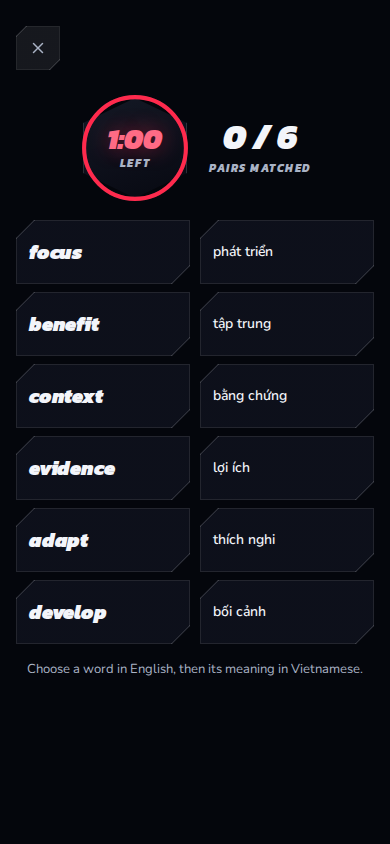 1:00
LEFT
0 / 6
PAIRS MATCHED
focus
phát triển
benefit
tập trung
context
bằng chứng
evidence
lợi ích
adapt
thích nghi
develop
bối cảnh
Choose a word in English, then its meaning in Vietnamese.